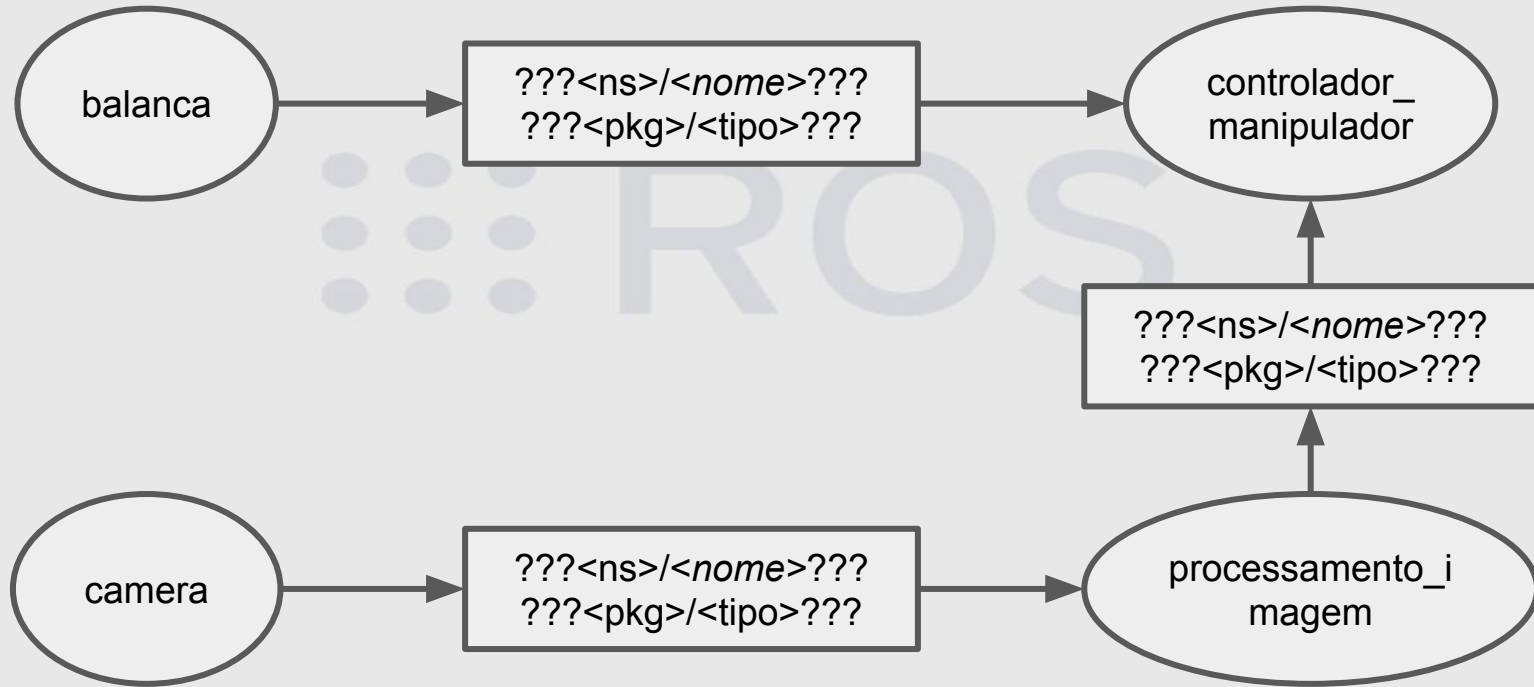 balanca
???<ns>/<nome>???
???<pkg>/<tipo>???
controlador_
manipulador
ROS
???<ns>/<nome>???
???<pkg>/<tipo>???
camera
???<ns>/<nome>???
???<pkg>/<tipo>???
processamento_i
magem